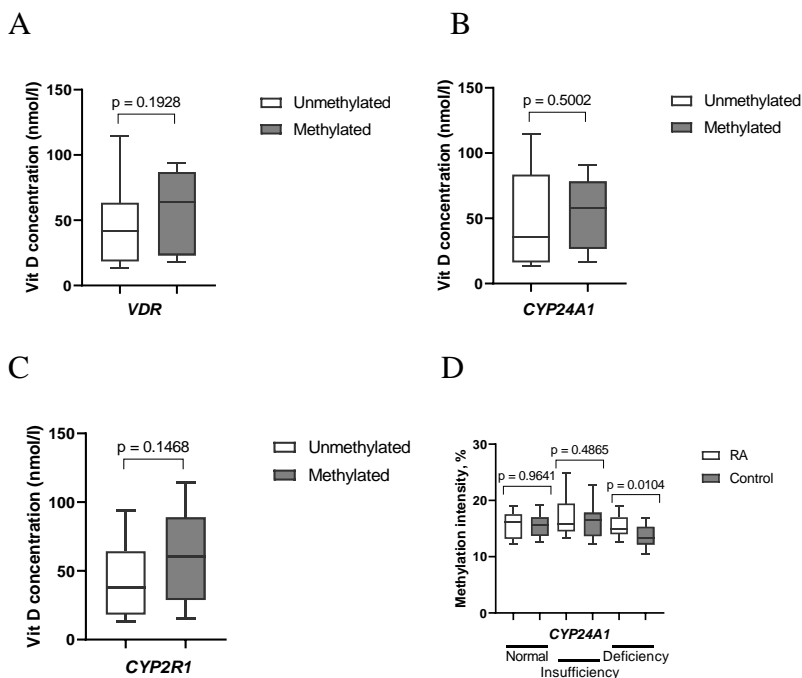 A
Vit D concentration (nmol/l)
150
100
50
0
p = 0.1928
Unmethylated
Methylated
VDR
B
Vit D concentration (nmol/l)
150
100
50
0
p = 0.5002
Unmethylated
Methylated
CYP24A1
C
Vit D concentration (nmol/l)
150
100
50
0
p = 0.1468
Unmethylated
Methylated
CYP2R1
D
Methylation intensity, %
30
20
10
0
p = 0.9641
p = 0.4865
p = 0.0104
RA
Control
CYP24A1
Normal
Insufficiency
Deficiency